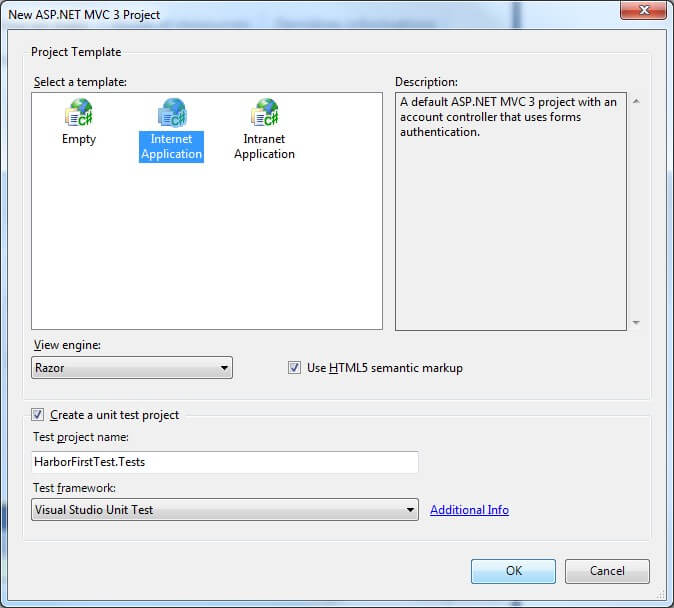 New ASP.NET MVC 3 Project
Project Template
Select a template:
Description:
Empty
Internet
Application
Intranet
Application
A default ASP.NET MVC 3 project with an
account controller that uses forms
authentication.
View engine:
Razor
Use HTML5 semantic markup
Create a unit test project
Test project name:
HarborFirstTest.Tests
Test framework:
Visual Studio Unit Test
Additional Info
OK
Cancel